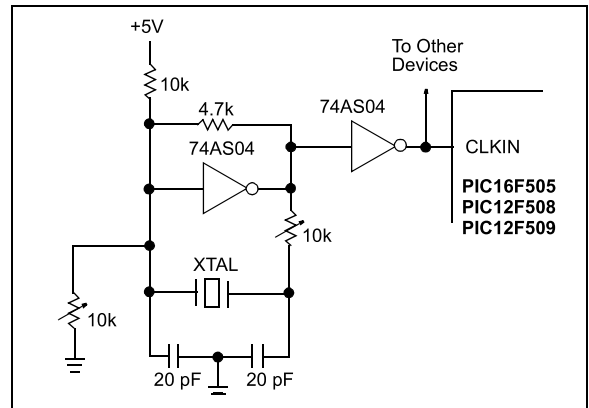 +5V
10k
4.7k
74AS04
74AS04
To Other
Devices
CLKIN
PIC16F505
PIC12F508
PIC12F509
10k
XTAL
10k
20 pF
20 pF